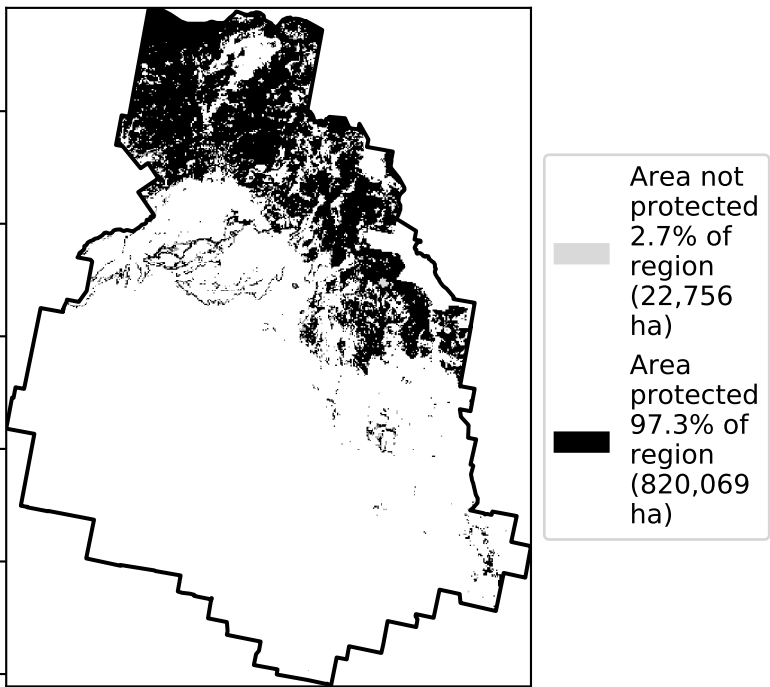 Area not
protected
2.7% of
region
(22,756
ha)
Area
protected
97.3% of
region
(820,069
ha)